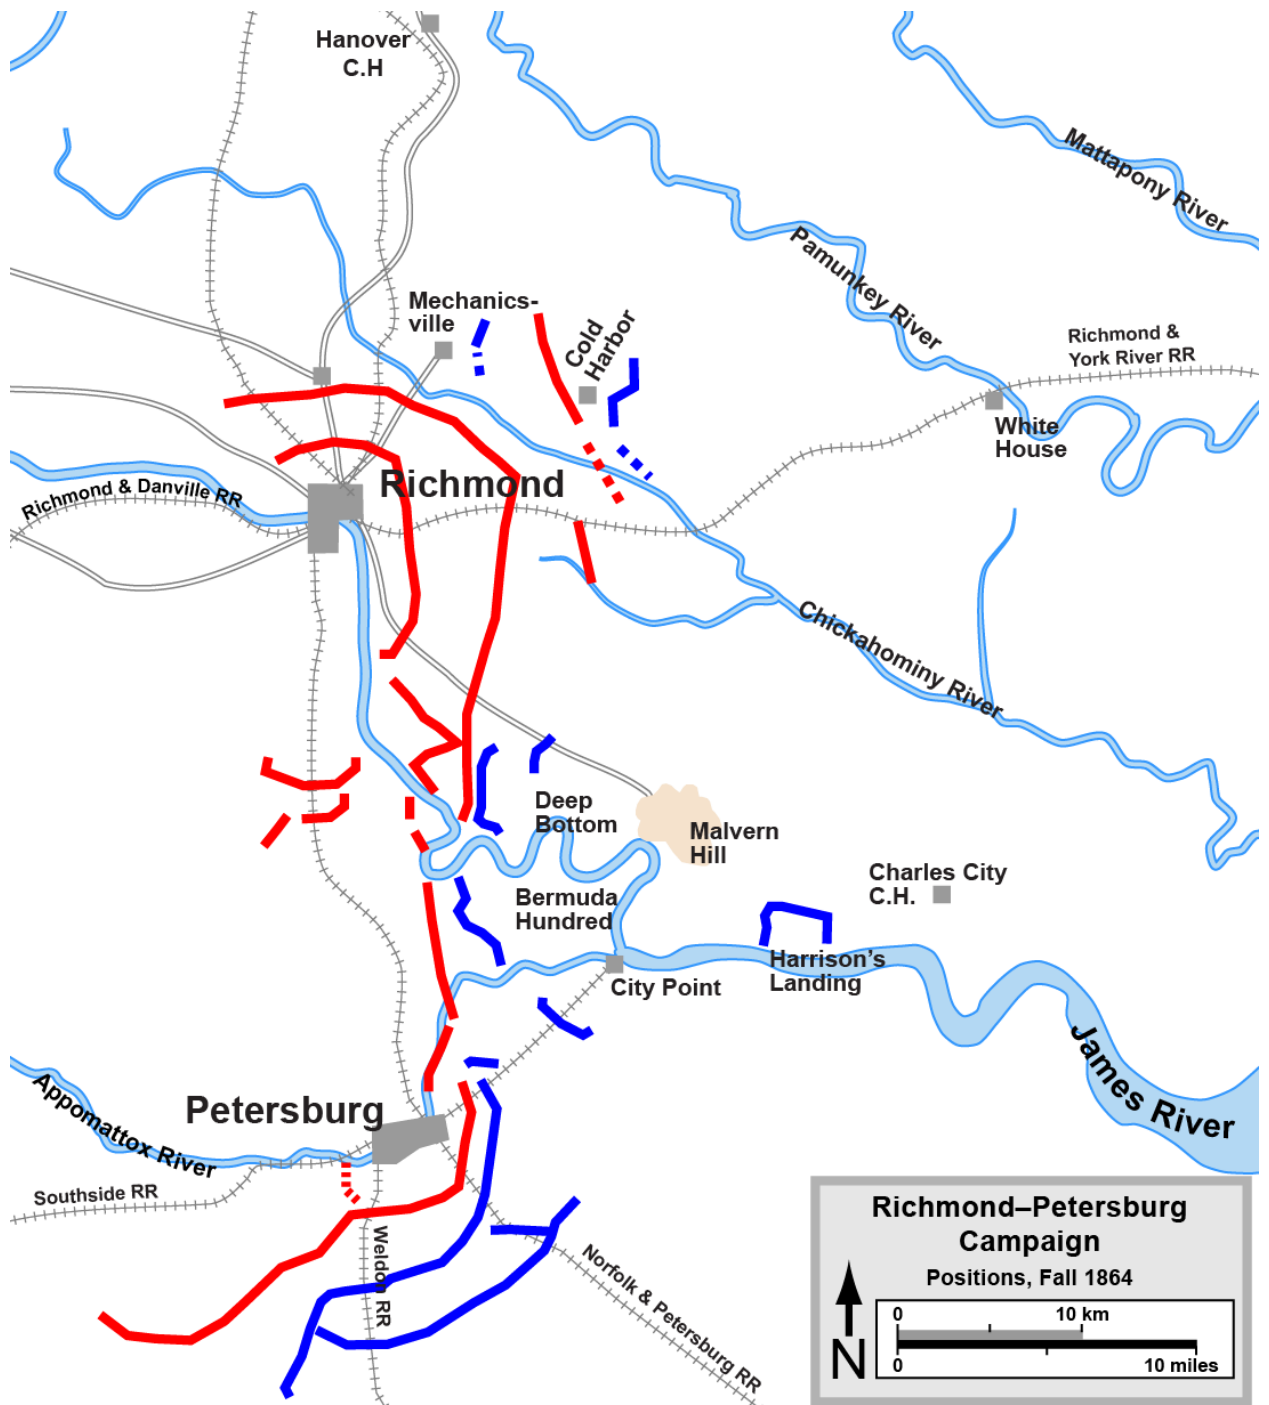 Hanover
C.H
Mattapony River
Pamunkey River
Mechanics-
ville
Cold
Harbor
Richmond &
York River RR
White
House
Richmond
Richmond & Danville RR
Chickahominy River
Deep
Bottom
Malvern
Hill
Charles City
C.H.
Bermuda
Hundred
Harrison's
Landing
City Point
James River
Appomattox River
Petersburg
Southside RR
Weldon RR
Norfolk & Petersburg RR
Richmond–Petersburg
Campaign
Positions, Fall 1864
0
10 km
N
0
10 miles